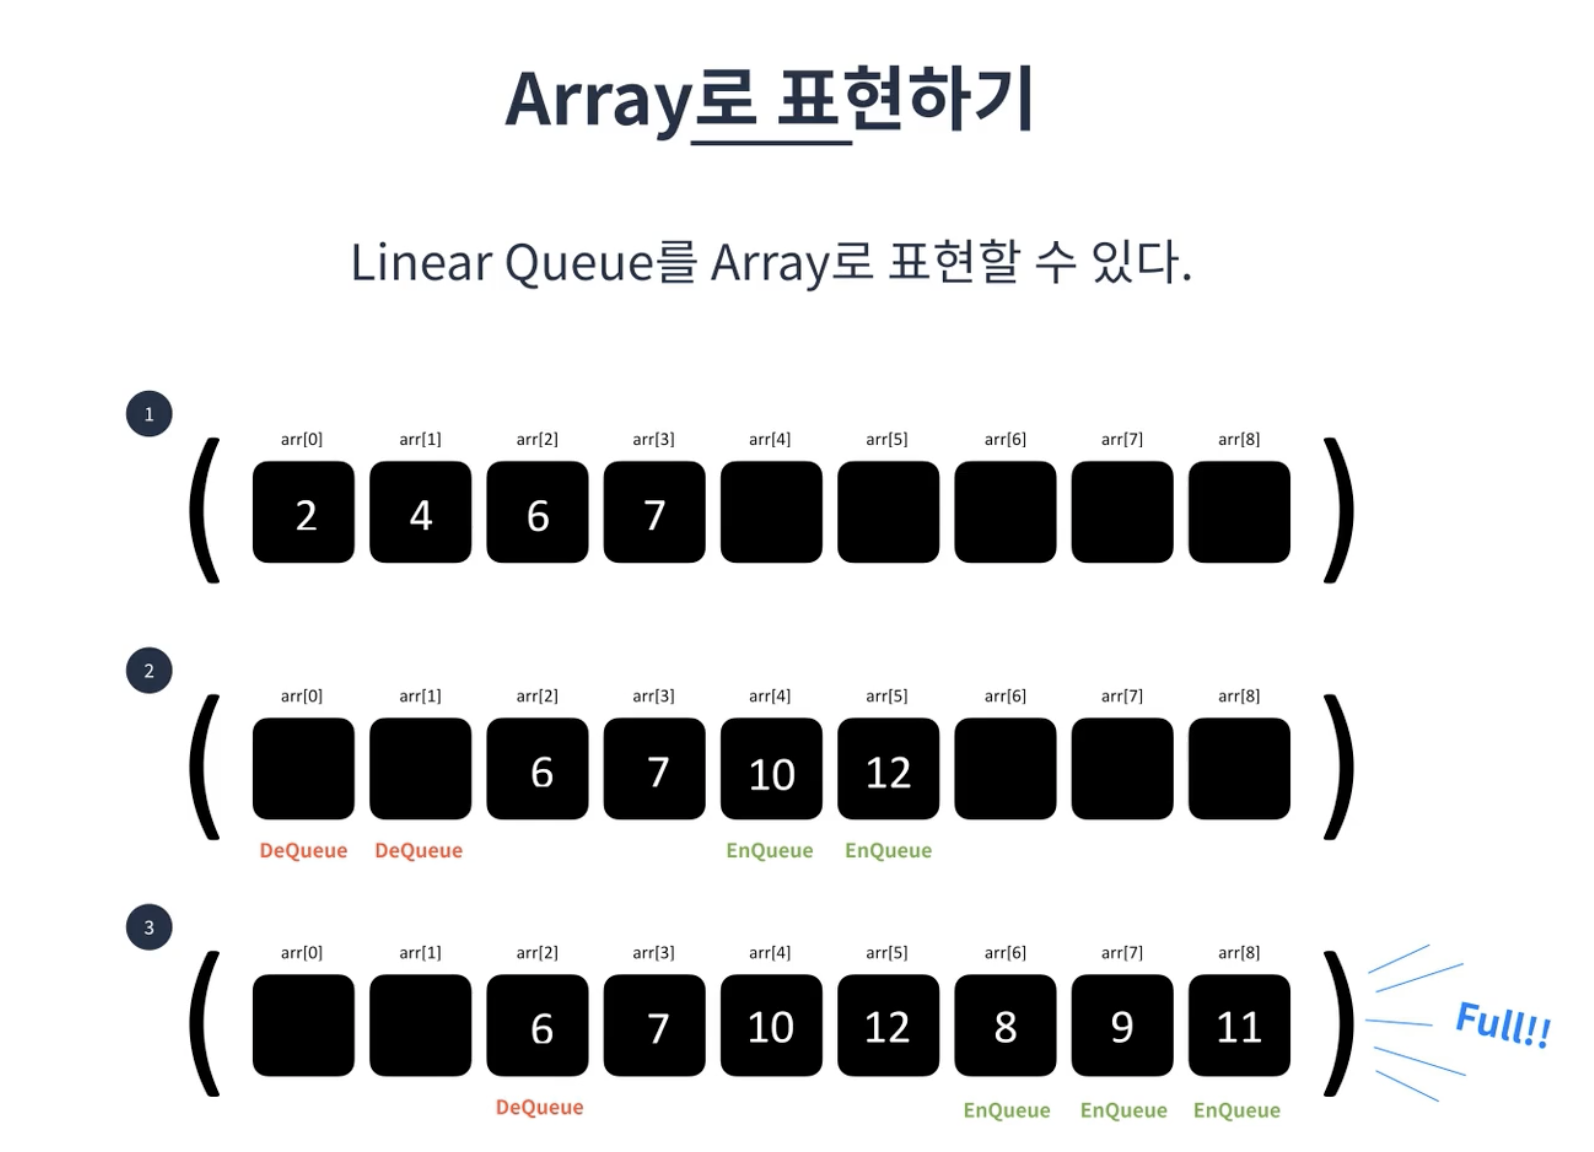 Array로 표현하기
Linear Queue를 Array로 표현할 수 있다.
1
arr[0] arr[1] arr[2] arr[3] arr[4] arr[5] arr[6] arr[7] arr[8]
( 2 4 6 7 )
2
arr[0] arr[1] arr[2] arr[3] arr[4] arr[5] arr[6] arr[7] arr[8]
( 6 7 10 12 )
DeQueue DeQueue EnQueue EnQueue
3
arr[0] arr[1] arr[2] arr[3] arr[4] arr[5] arr[6] arr[7] arr[8]
( 6 7 10 12 8 9 11 ) Full!!
DeQueue EnQueue EnQueue EnQueue